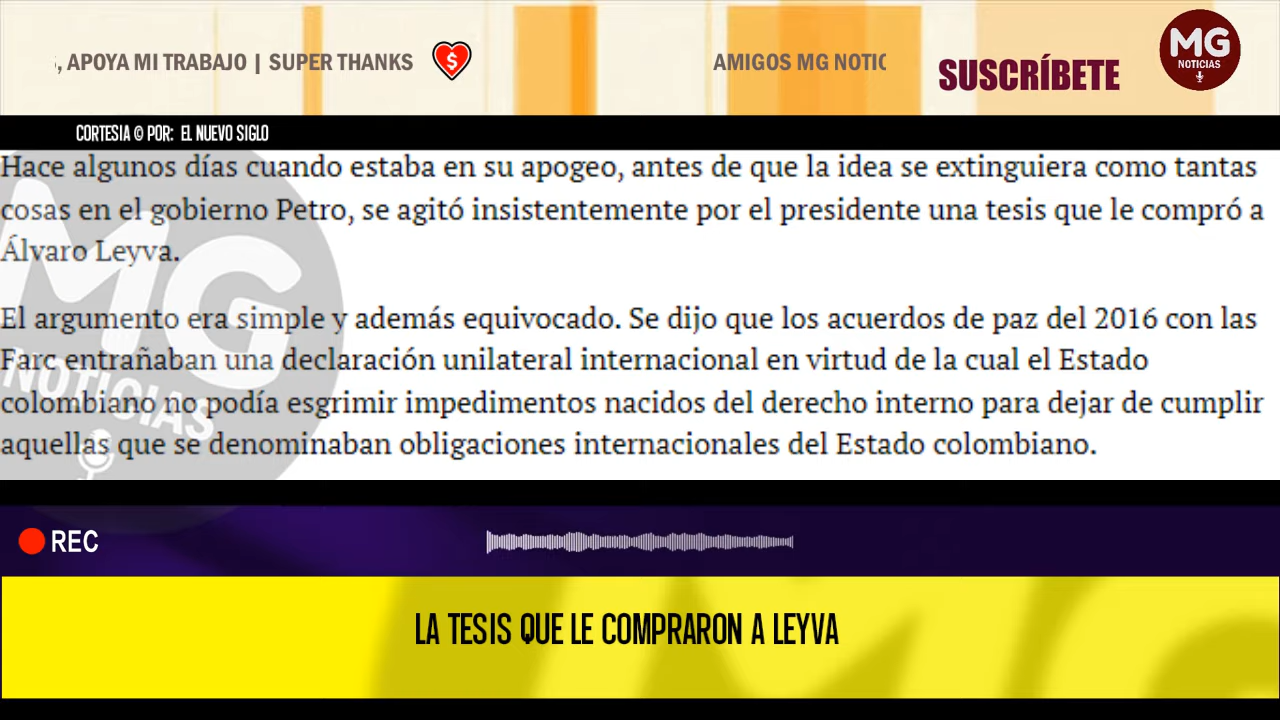 , APOYA MI TRABAJO | SUPER THANKS
AMIGOS MG NOTIC
SUSCRÍBETE
MG
NOTICIAS
CORTESIA © POR: EL NUEVO SIGLO
Hace algunos días cuando estaba en su apogeo, antes de que la idea se extinguiera como tantas
cosas en el gobierno Petro, se agitó insistentemente por el presidente una tesis que le compró a
Álvaro Leyva.
El argumento era simple y además equivocado. Se dijo que los acuerdos de paz del 2016 con las
Farc entrañaban una declaración unilateral internacional en virtud de la cual el Estado
colombiano no podía esgrimir impedimentos nacidos del derecho interno para dejar de cumplir
aquellas que se denominaban obligaciones internacionales del Estado colombiano.
MG
NOTICIAS
REC
LA TESIS QUE LE COMPRARON A LEYVA